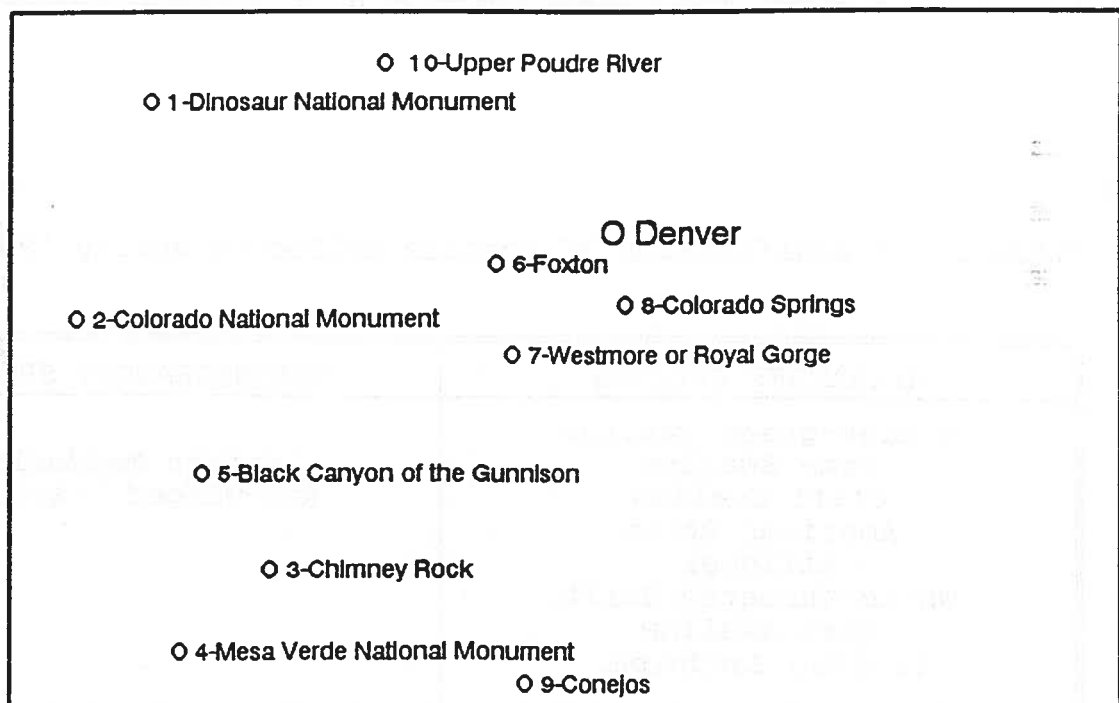 10-Upper Poudre River
1-Dinosaur National Monument
Denver
6-Foxton
8-Colorado Springs
2-Colorado National Monument
7-Westmore or Royal Gorge
5-Black Canyon of the Gunnison
3-Chimney Rock
4-Mesa Verde National Monument
9-Conejos